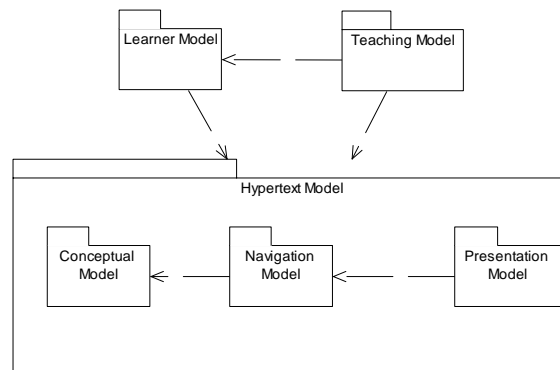 Learner Model
Teaching Model
Hypertext Model
Conceptual
Model
Navigation
Model
Presentation
Model